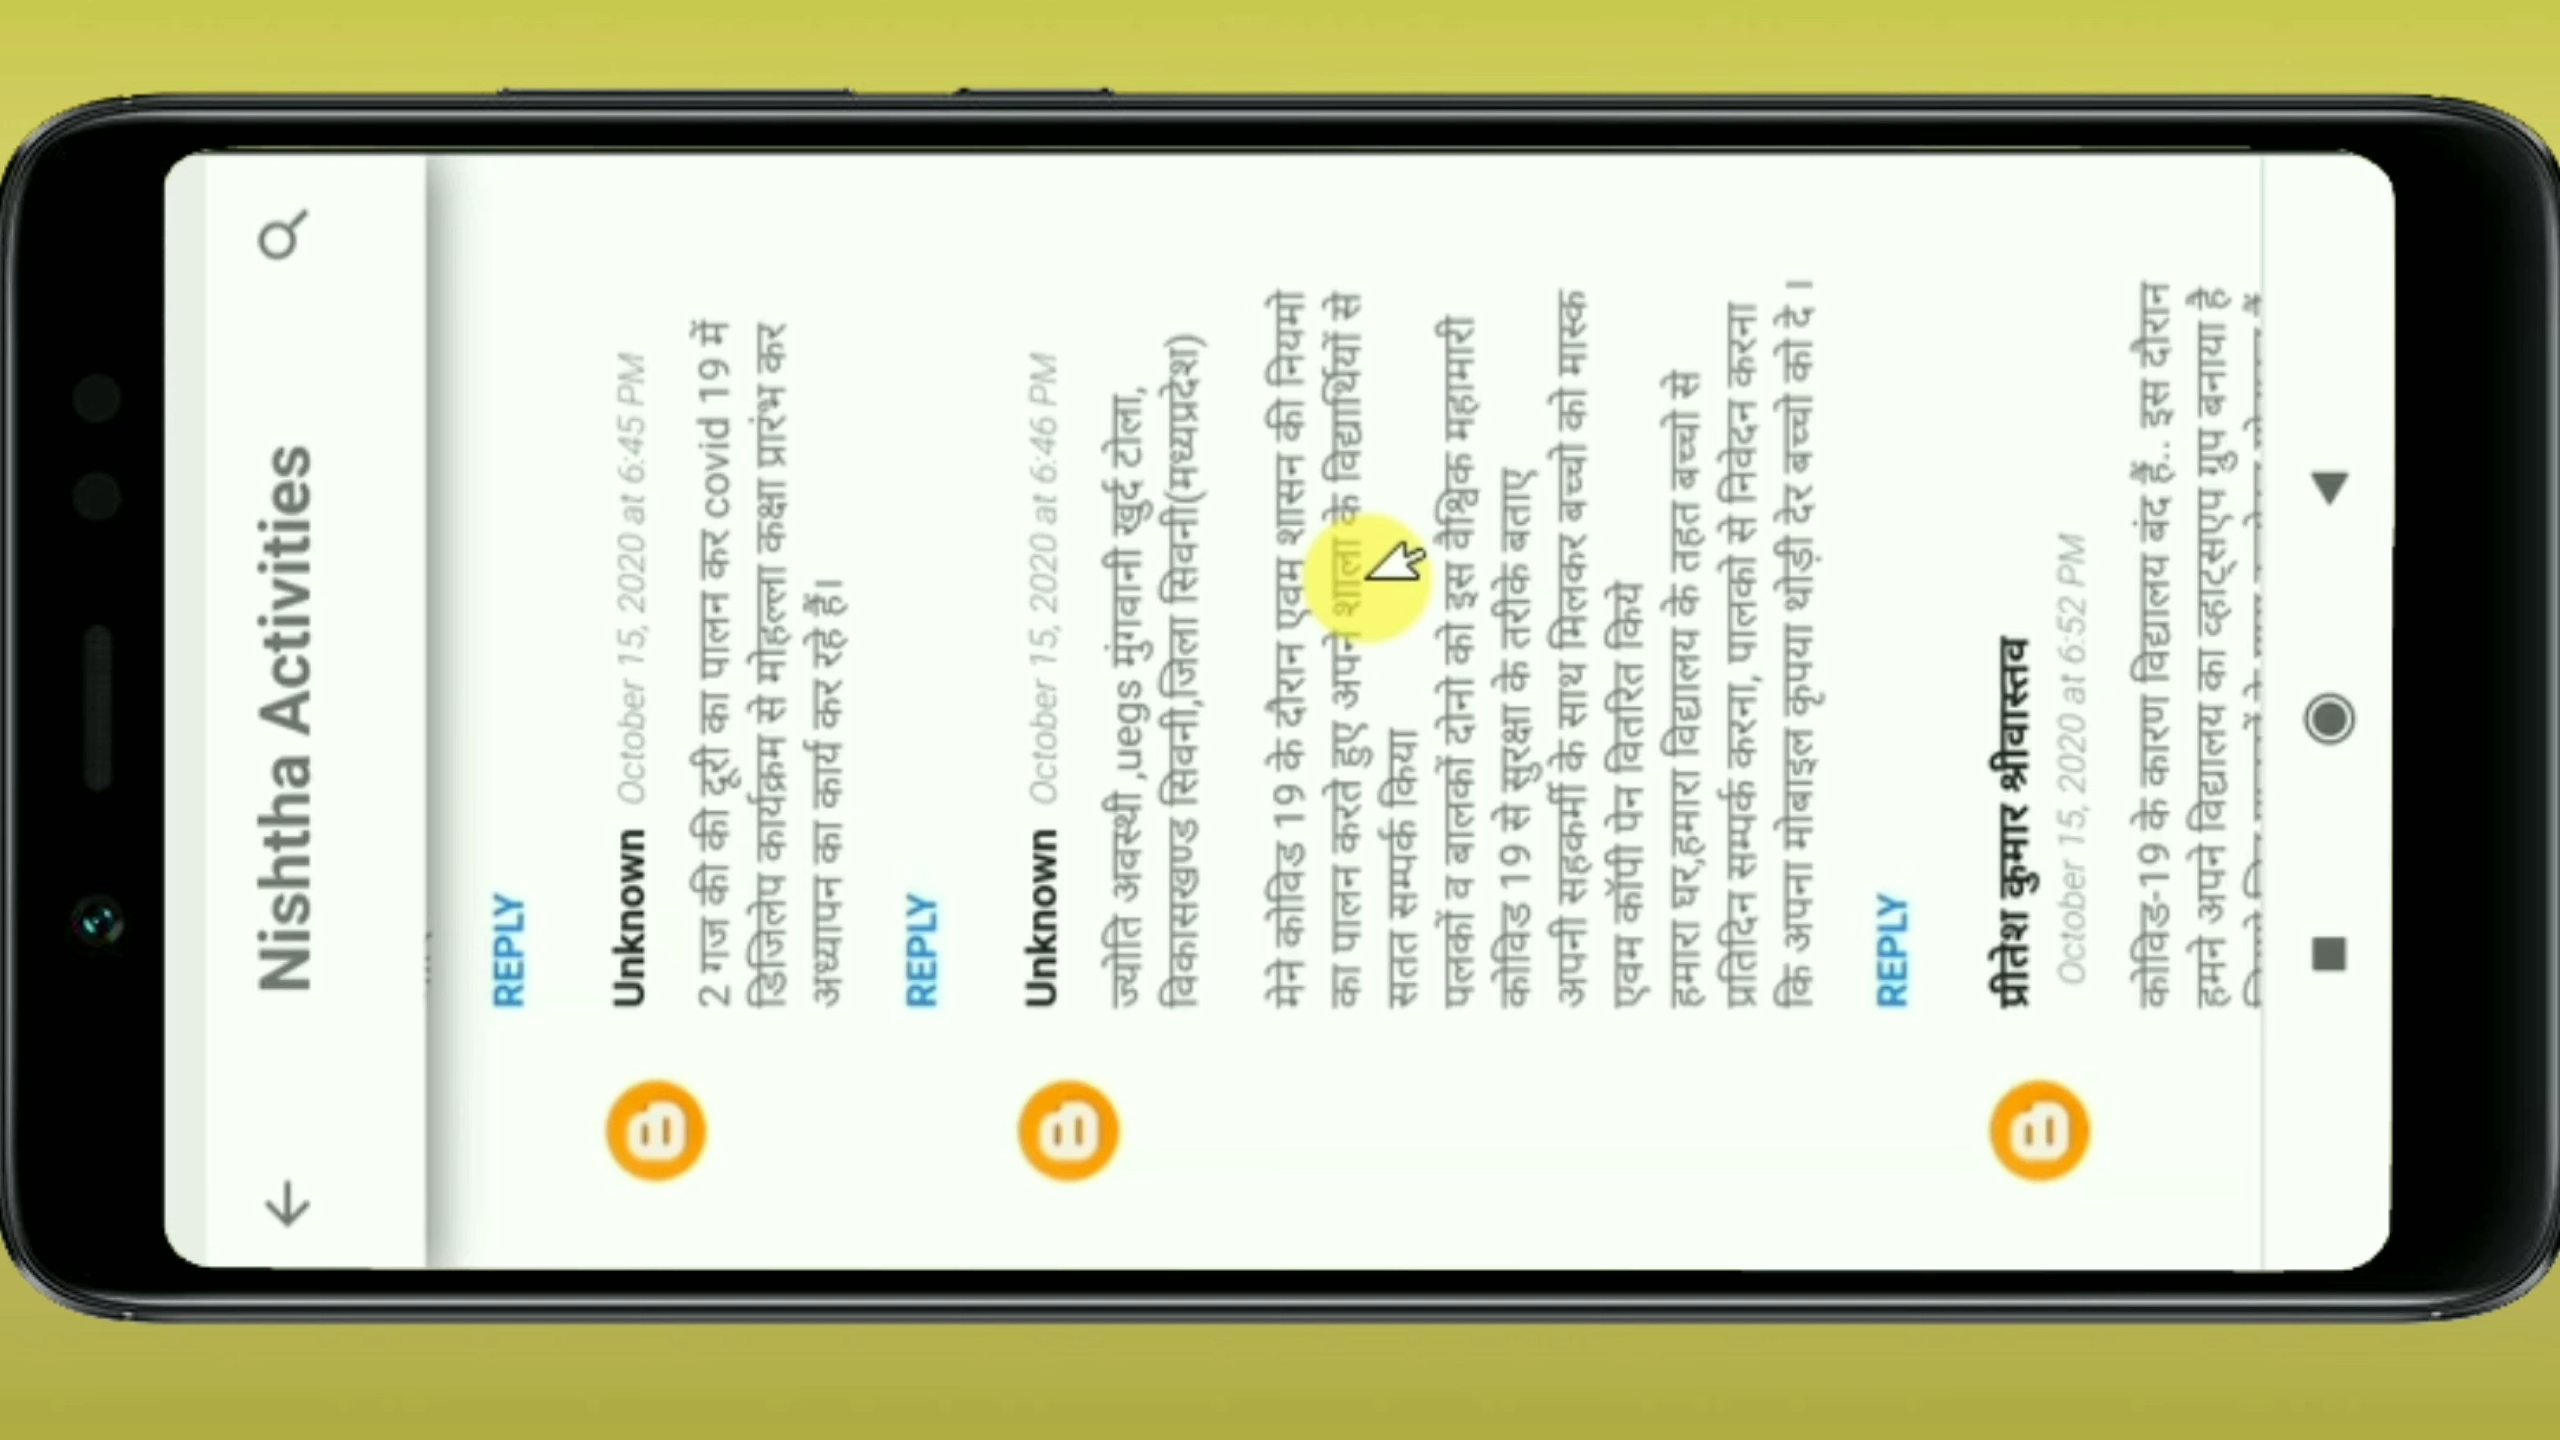 Nishtha Activities
REPLY
Unknown October 15, 2020 at 6:45 PM
2 गज की की दूरी का पालन कर covid 19 में
डिजिलेप कार्यक्रम से मोहल्ला कक्षा प्रारंभ कर
अध्यापन का कार्य कर रहे हैं।
REPLY
Unknown October 15, 2020 at 6:46 PM
ज्योति अवस्थी ,uegs मुंगवानी खुर्द टोला,
विकासखण्ड सिवनी,जिला सिवनी(मध्यप्रदेश)
मेने कोविड 19 के दौरान एवम शासन की नियमो
का पालन करते हुए अपने शाला के विद्यार्थियों से
सतत सम्पर्क किया
पलकों व बालकों दोनो को इस वैश्विक महामारी
कोविड 19 से सुरक्षा के तरीके बताए
अपनी सहकर्मी के साथ मिलकर बच्चो को मास्क
एवम कॉपी पेन वितरित किये
हमारा घर,हमारा विद्यालय के तहत बच्चो से
प्रतिदिन सम्पर्क करना, पालको से निवेदन करना
कि अपना मोबाइल कृपया थोड़ी देर बच्चो को दे ।
REPLY
प्रीतेश कुमार श्रीवास्तव
October 15, 2020 at 6:52 PM
कोविड-19 के कारण विद्यालय बंद हैं.. इस दौरान
हमने अपने विद्यालय का व्हाट्सएप ग्रुप बनाया है